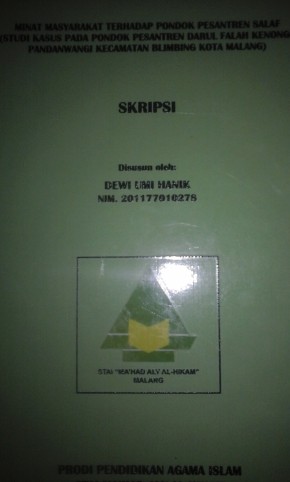 MINAT MASYARAKAT TERHADAP PONDOK PESANTREN SALAF
(STUDI KASUS PADA PONDOK PESANTREN DARUL FALAH KENONG
PANDANWANGI KECAMATAN BLIMBING KOTA MALANG)
SKRIPSI
Disusun oleh:
DEWI UMI HANIK
NIM. 201177010278
STAI "MA'HAD ALY AL-HIKAM"
MALANG
PRODI PENDIDIKAN AGAMA ISLAM